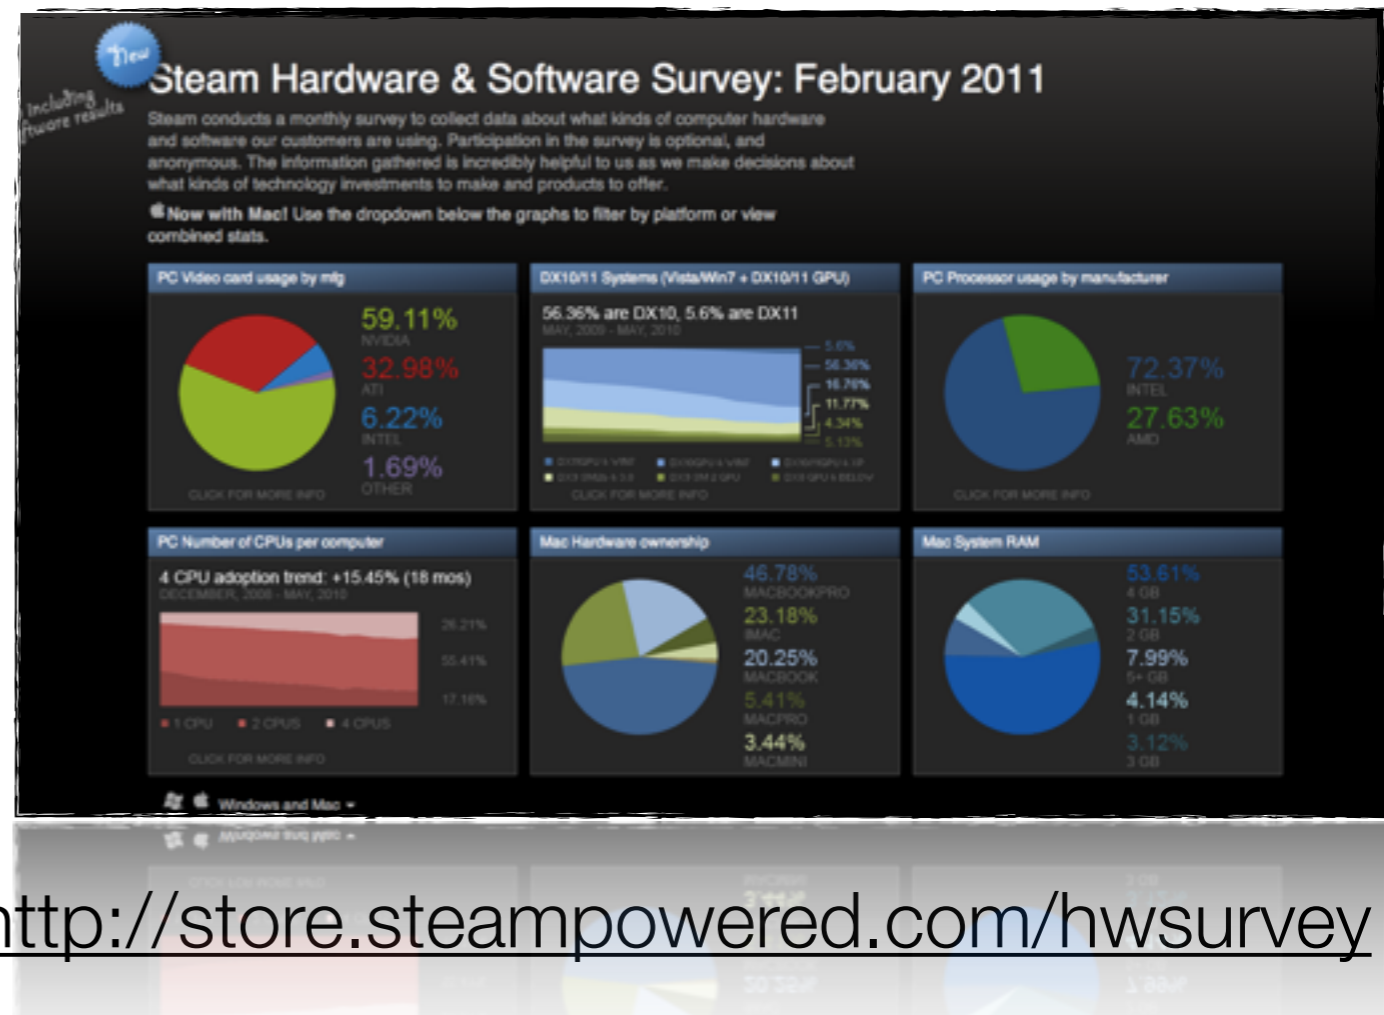 New
Including
ftware results
Steam Hardware & Software Survey: February 2011
Steam conducts a monthly survey to collect data about what kinds of computer hardware
and software our customers are using. Participation in the survey is optional, and
anonymous. The information gathered is incredibly helpful to us as we make decisions about
what kinds of technology investments to make and products to offer.
Now with Mac! Use the dropdown below the graphs to filter by platform or view
combined stats.
PC Video card usage by mfg
59.11%
NVIDIA
32.98%
ATI
6.22%
INTEL
1.69%
OTHER
CLICK FOR MORE INFO
DX10/11 Systems (Vista/Win7 + DX10/11 GPU)
56.36% are DX10, 5.6% are DX11
MAY, 2009 - MAY, 2010
5.6%
56.36%
16.76%
11.77%
4.34%
5.13%
CLICK FOR MORE INFO
PC Processor usage by manufacturer
72.37%
INTEL
27.63%
AMD
CLICK FOR MORE INFO
PC Number of CPUs per computer
4 CPU adoption trend: +15.45% (18 mos)
DECEMBER, 2008 - MAY, 2010
26.21%
55.41%
17.16%
1 CPU 2 CPUS 4 CPUS
CLICK FOR MORE INFO
Mac Hardware ownership
46.78%
MACBOOKPRO
23.18%
IMAC
20.25%
MACBOOK
5.41%
MACPRO
3.44%
MACMINI
Mac System RAM
53.61%
4 GB
31.15%
2 GB
7.99%
5+ GB
4.14%
1 GB
3.12%
3 GB
Windows and Mac
http://store.steampowered.com/hwsurvey